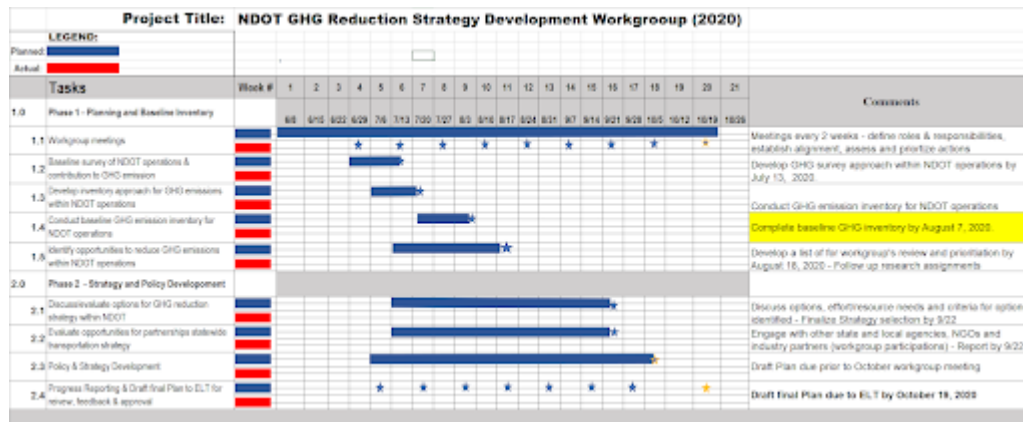 Project Title: NDOT GHG Reduction Strategy Development Workgrooup (2020)
LEGEND:
Planned
Actual
Tasks Week # 1 2 3 4 5 6 7 8 9 10 11 12 13 14 15 16 17 18 19 20 21 Comments
1.0 Phase 1 - Planning and Baseline Inventory 6/8 6/15 6/22 6/29 7/6 7/13 7/20 7/27 8/3 8/10 8/17 8/24 8/31 9/7 9/14 9/21 9/28 10/5 10/12 10/19 10/26
1.1 Workgroup meetings
Meetings every 2 weeks - define roles & responsibilities,
establish alignment, assess and priortize actions
1.2 Baseline survey of NDOT operations &
contribution to GHG emission
Develop GHG survey approach within NDOT operations by
July 13, 2020.
1.3 Develop inventory approach for GHG emissions
within NDOT operations
Conduct GHG emission inventory for NDOT operations
1.4 Conduct baseline GHG emission inventory for
NDOT operations
Complete baseline GHG inventory by August 7, 2020.
1.5 Identify opportunities to reduce GHG emissions
within NDOT operations
Develop a list of for workgroup's review and prioritiation by
August 18, 2020 - Follow up research assignments
2.0 Phase 2 - Strategy and Policy Developoment
2.1 Discuss/evaluate options for GHG reduction
strategy within NDOT
Discuss options, effort/resource needs and criteria for option
identified - Finalize Strategy selection by 9/22
2.2 Evaluate opportunities for partnerships statewide
transportation strategy
Engage with other state and local agencies, NGOs and
industry partners (workgroup participations) - Report by 9/22
2.3 Policy & Strategy Development
Draft Plan due prior to October workgroup meeting
2.4 Progress Reporting & Draft final Plan to ELT for
review, feedback & approval
Draft final Plan due to ELT by October 19, 2020